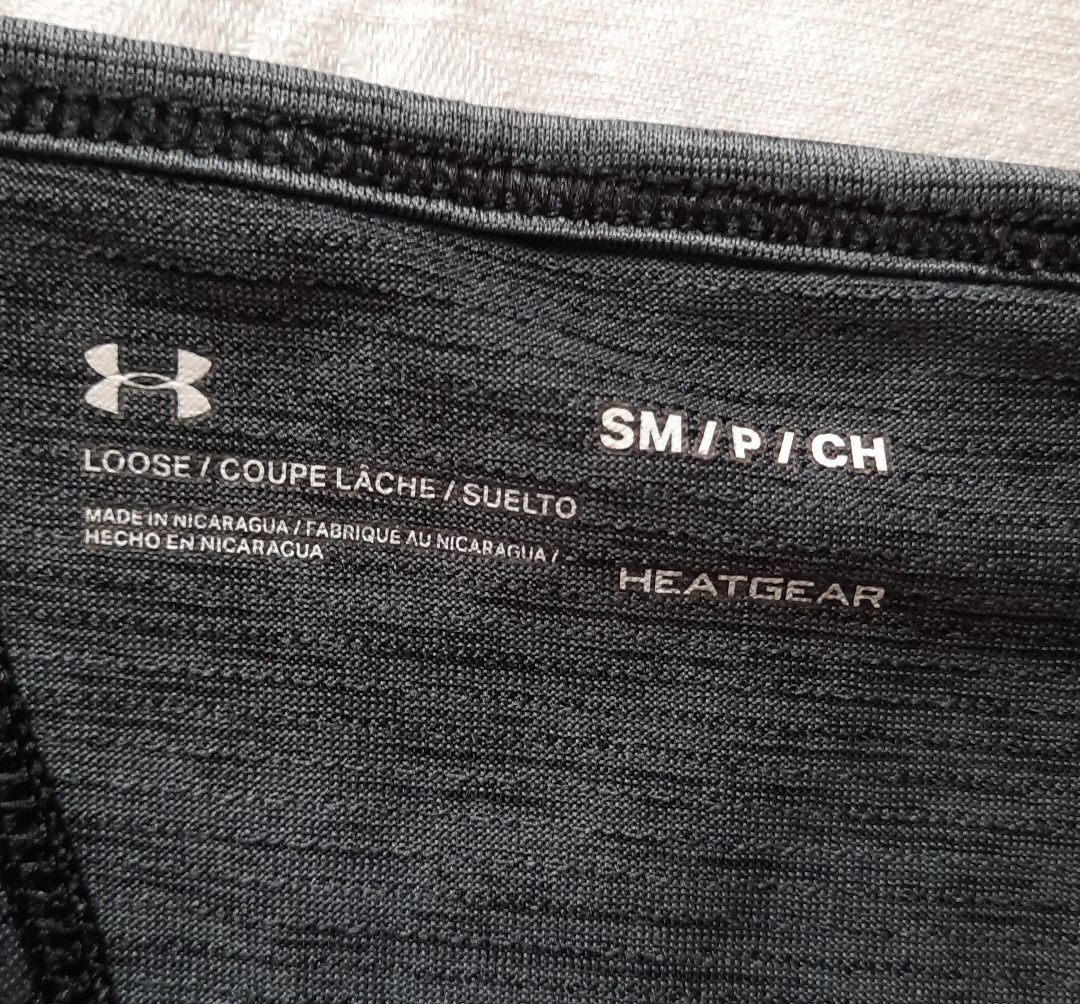 LOOSE / COUPE LÂCHE / SUELTO
MADE IN NICARAGUA / FABRIQUÉ AU NICARAGUA /
HECHO EN NICARAGUA
SM / P / CH
HEATGEAR